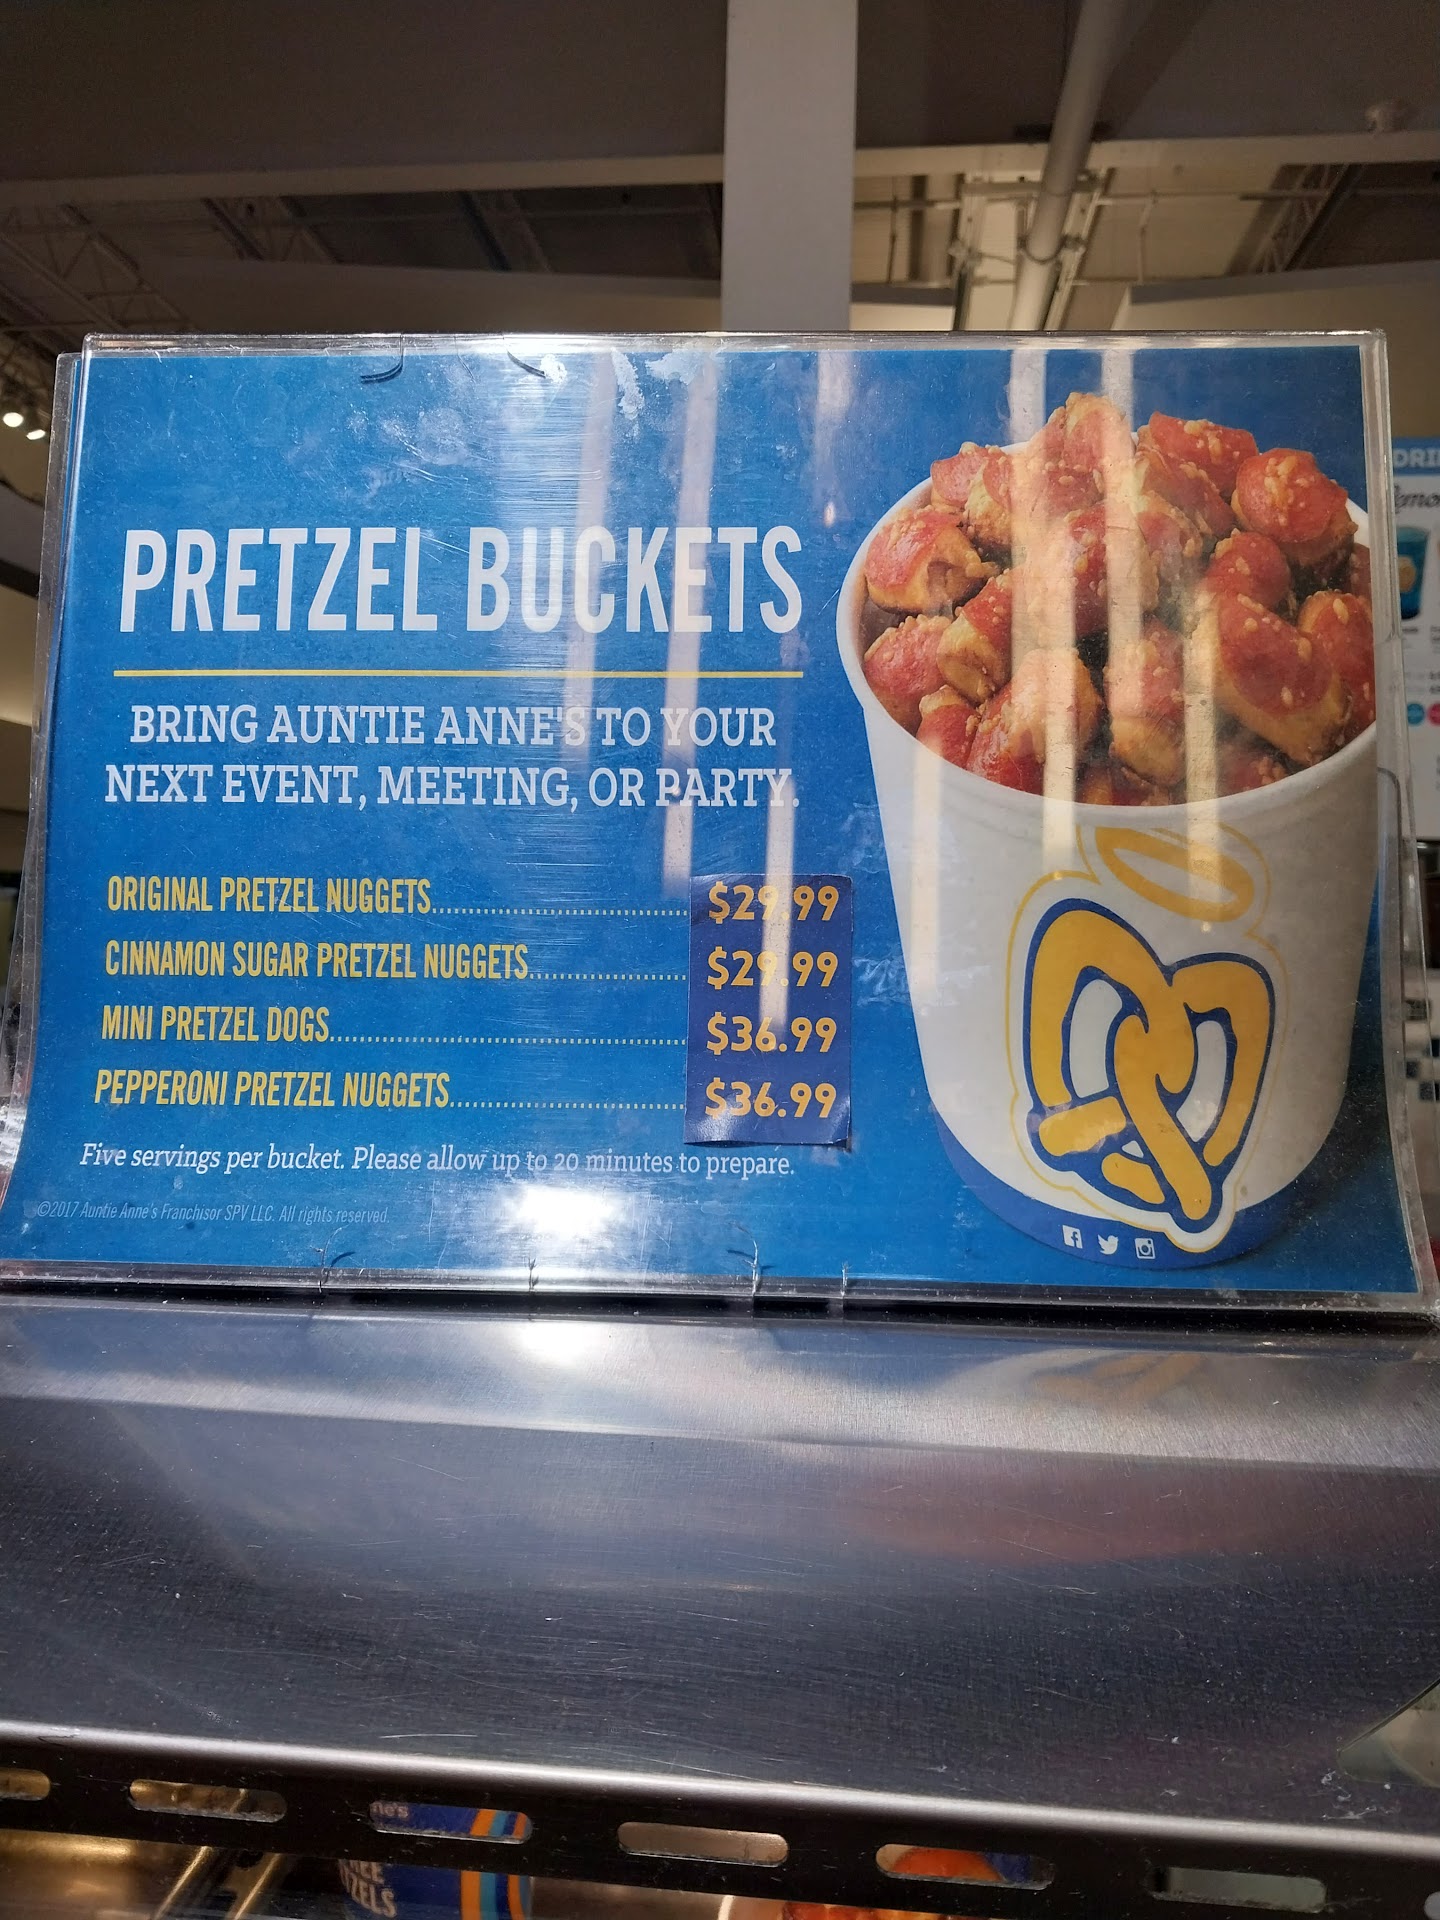 PRETZEL BUCKETS
BRING AUNTIE ANNE'S TO YOUR
NEXT EVENT, MEETING, OR PARTY.
ORIGINAL PRETZEL NUGGETS.......... $29.99
CINNAMON SUGAR PRETZEL NUGGETS.......... $29.99
MINI PRETZEL DOGS.......... $36.99
PEPPERONI PRETZEL NUGGETS.......... $36.99
Five servings per bucket. Please allow up to 20 minutes to prepare.
©2017 Auntie Anne's Franchisor SPV LLC. All rights reserved.